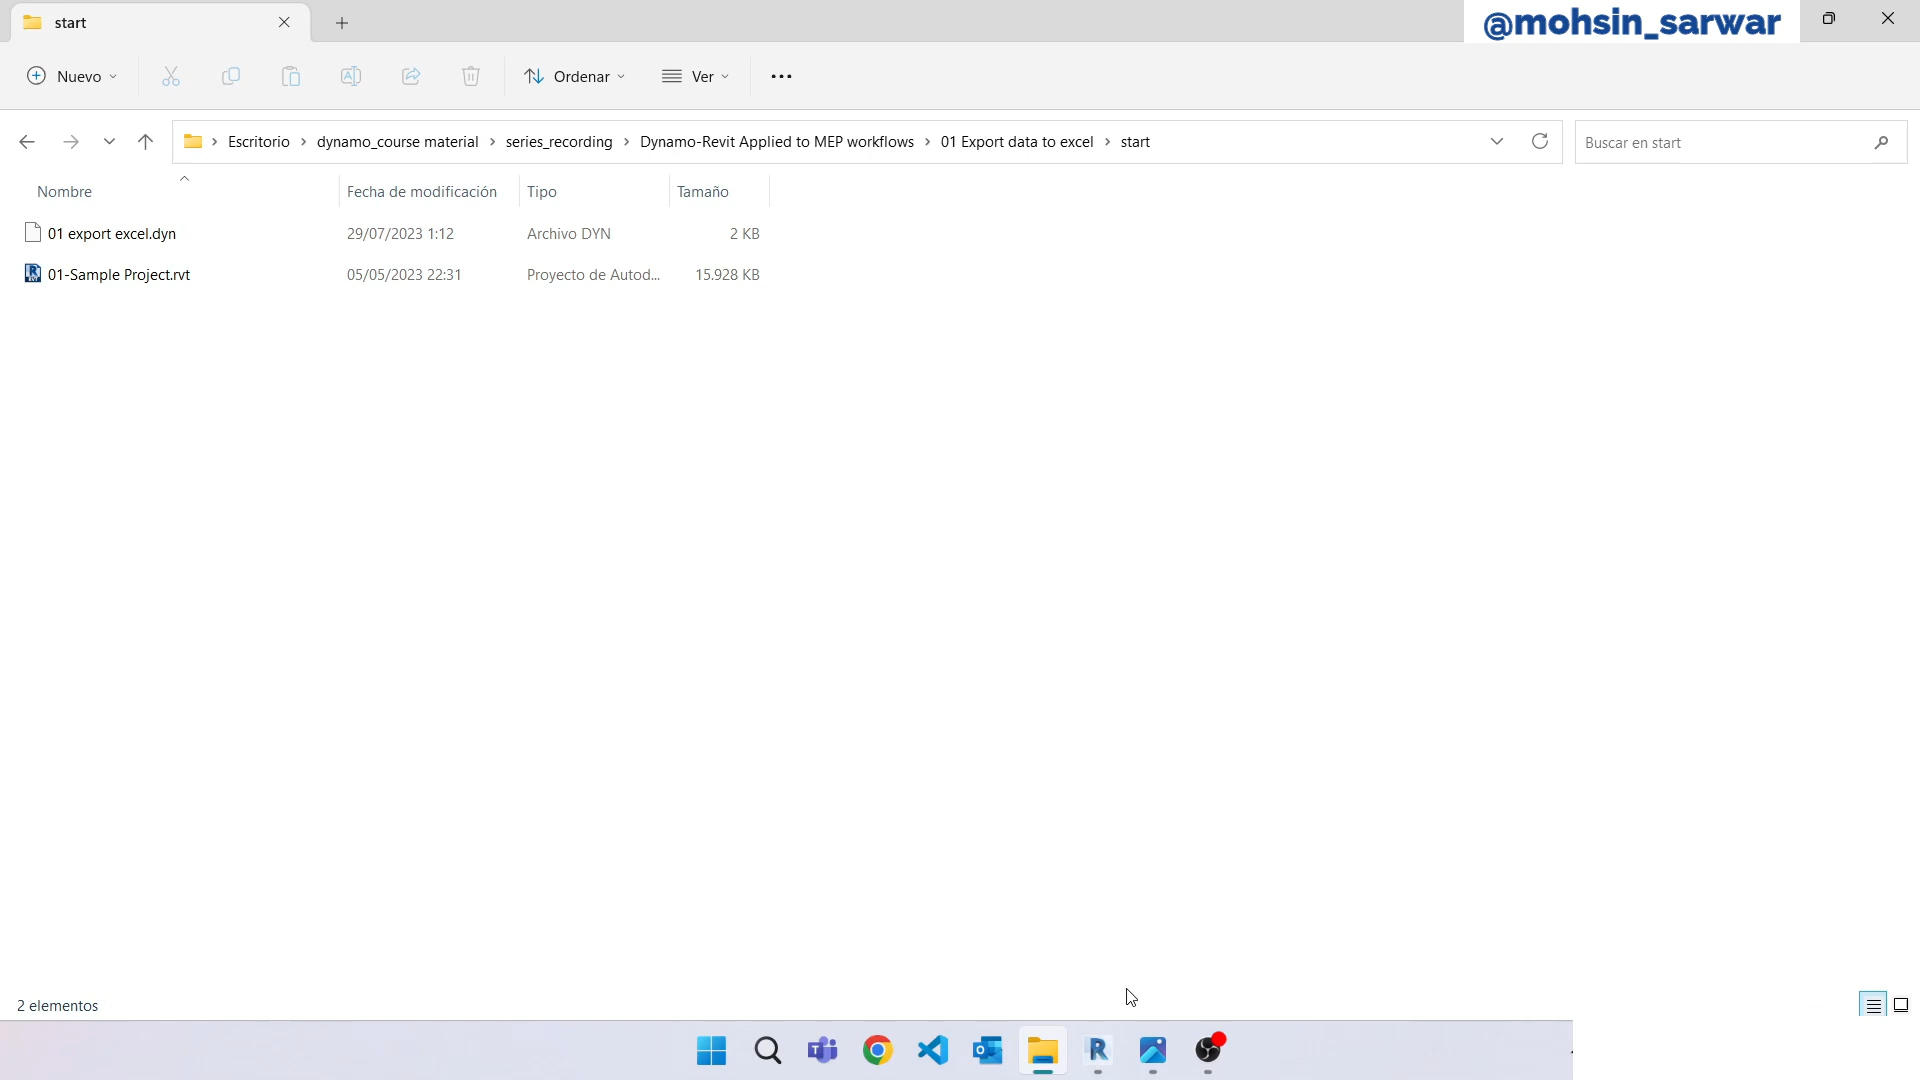 start
@mohsin_sarwar
Nuevo
Ordenar
Ver
Escritorio > dynamo_course material > series_recording > Dynamo-Revit Applied to MEP workflows > 01 Export data to excel > start
Buscar en start
Nombre Fecha de modificación Tipo Tamaño
01 export excel.dyn 29/07/2023 1:12 Archivo DYN 2 KB
01-Sample Project.rvt 05/05/2023 22:31 Proyecto de Autod... 15.928 KB
2 elementos